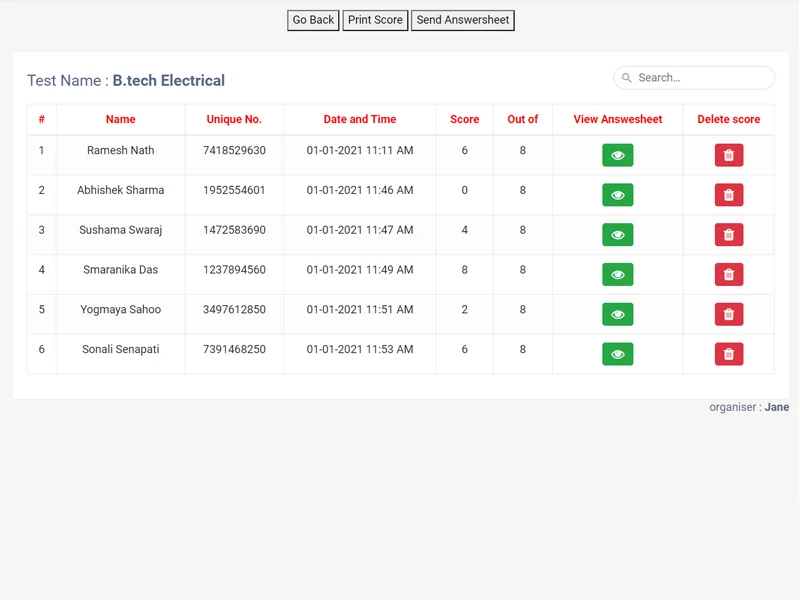 Go Back Print Score Send Answersheet
Test Name : B.tech Electrical
Search...
# Name Unique No. Date and Time Score Out of View Answesheet Delete score
1 Ramesh Nath 7418529630 01-01-2021 11:11 AM 6 8
2 Abhishek Sharma 1952554601 01-01-2021 11:46 AM 0 8
3 Sushama Swaraj 1472583690 01-01-2021 11:47 AM 4 8
4 Smaranika Das 1237894560 01-01-2021 11:49 AM 8 8
5 Yogmaya Sahoo 3497612850 01-01-2021 11:51 AM 2 8
6 Sonali Senapati 7391468250 01-01-2021 11:53 AM 6 8
organiser : Jane